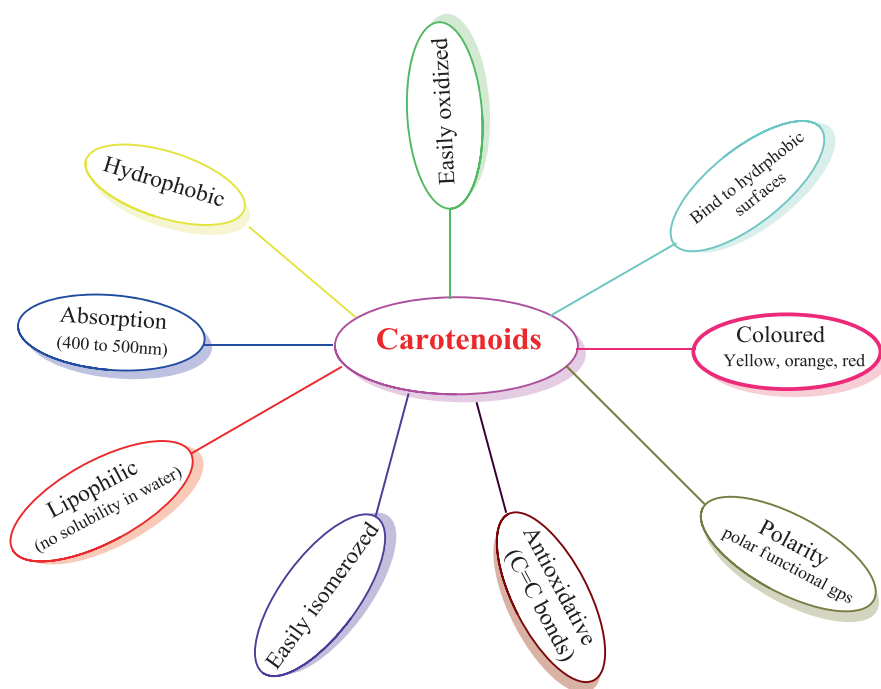 Easily oxidized
Hydrophobic
Bind to hydrphobic
surfaces
Absorption
(400 to 500nm)
Carotenoids
Coloured
Yellow, orange, red
Lipophilic
(no solubility in water)
Easily isomerozed
Antioxidative
(C=C bonds)
Polarity
polar functional gps